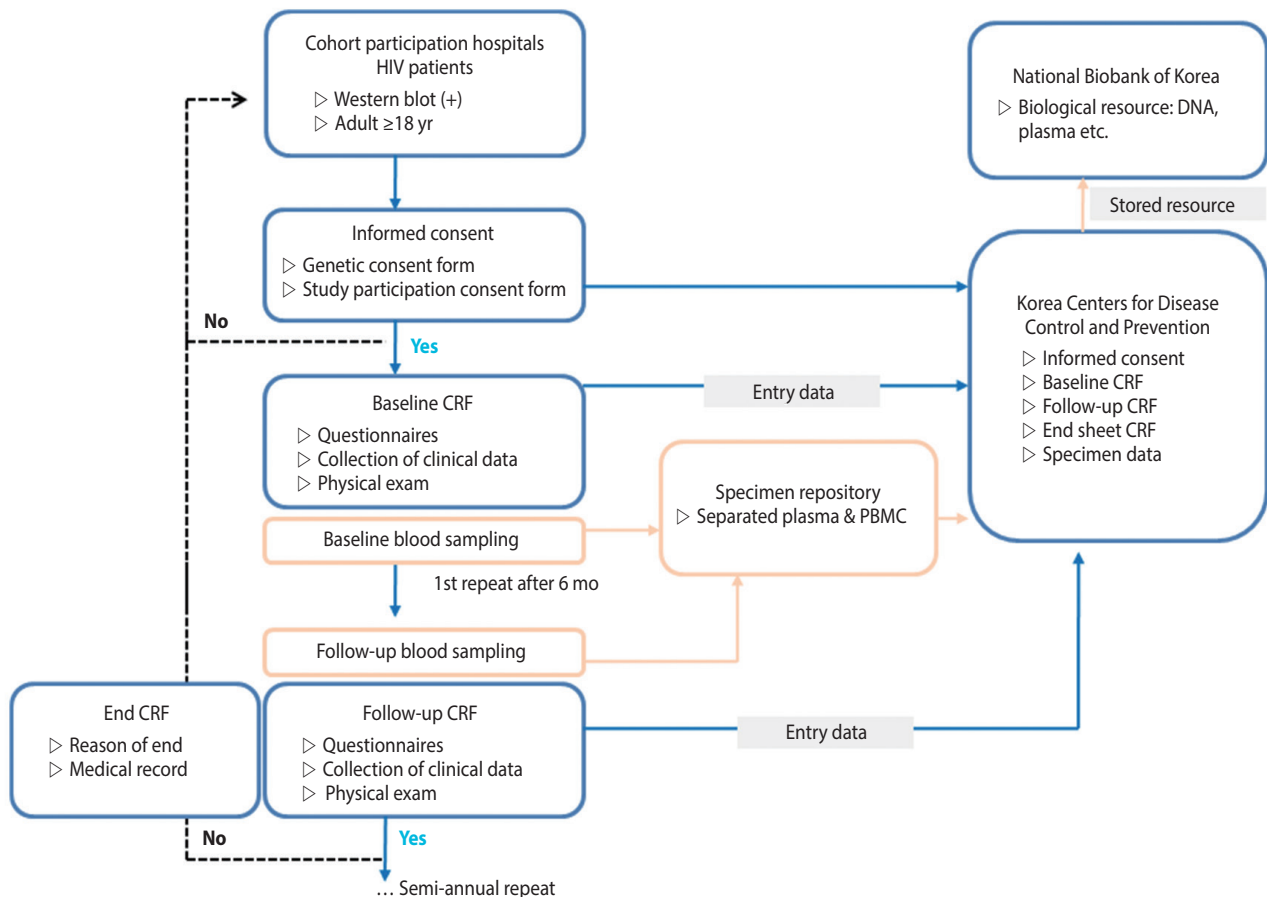 Cohort participation hospitals
HIV patients
▷ Western blot (+)
▷ Adult ≥18 yr
National Biobank of Korea
▷ Biological resource: DNA,
plasma etc.
Stored resource
Informed consent
▷ Genetic consent form
▷ Study participation consent form
No
Yes
Korea Centers for Disease
Control and Prevention
▷ Informed consent
▷ Baseline CRF
▷ Follow-up CRF
▷ End sheet CRF
▷ Specimen data
Baseline CRF
▷ Questionnaires
▷ Collection of clinical data
▷ Physical exam
Entry data
Specimen repository
▷ Separated plasma & PBMC
Baseline blood sampling
1st repeat after 6 mo
Follow-up blood sampling
End CRF
▷ Reason of end
▷ Medical record
Follow-up CRF
▷ Questionnaires
▷ Collection of clinical data
▷ Physical exam
Entry data
No
Yes
… Semi-annual repeat